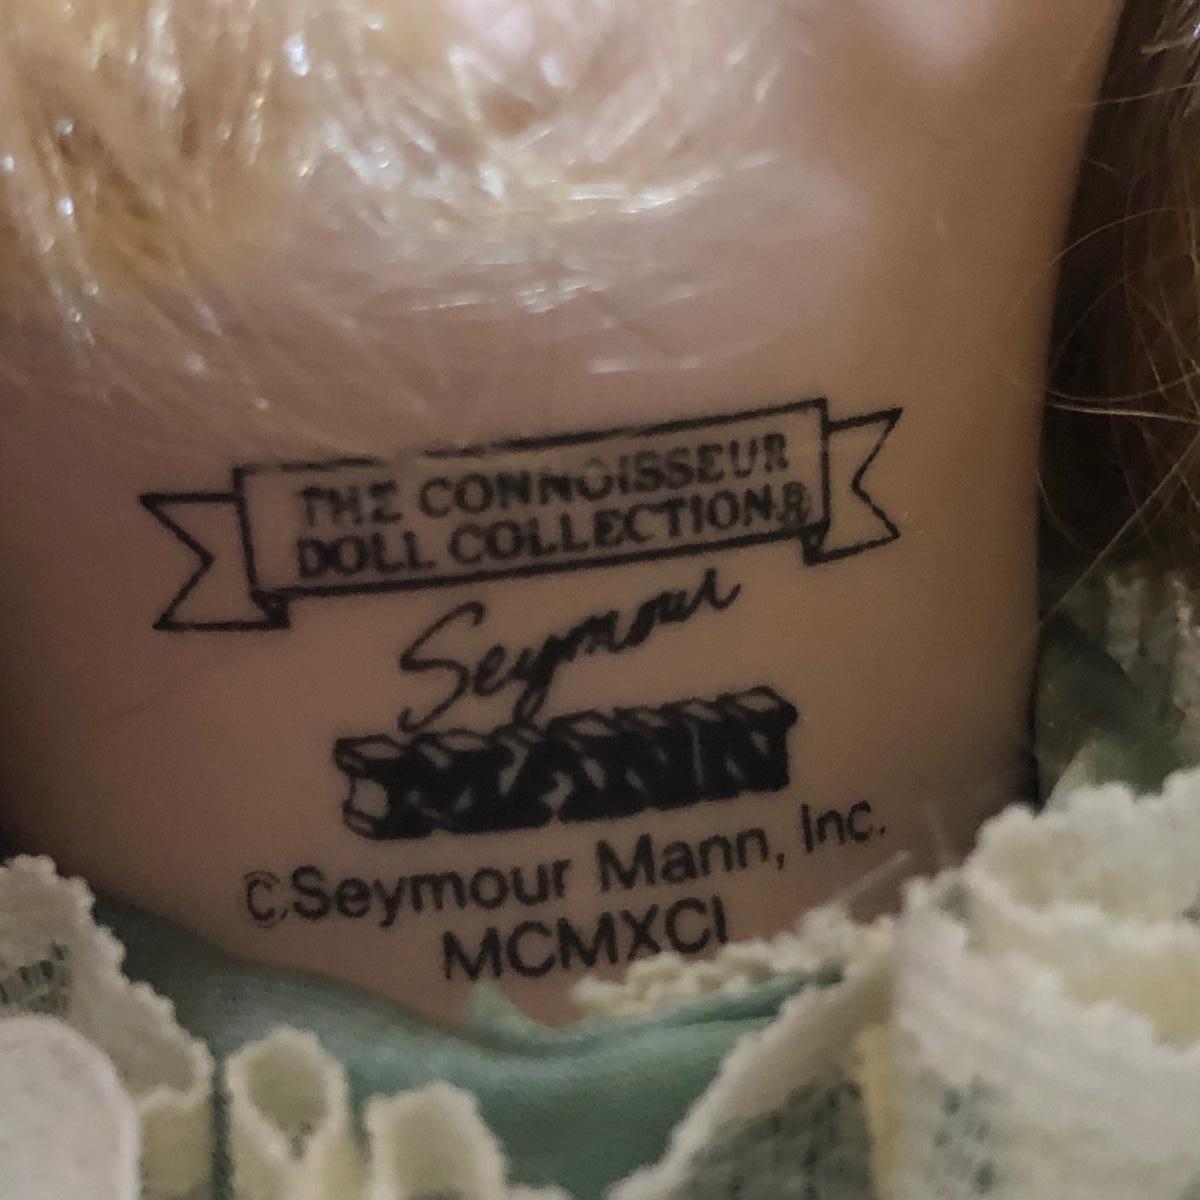 THE CONNOISSEUR
DOLL COLLECTION®
Seymour
MANN
©Seymour Mann, Inc.
MCMXCI